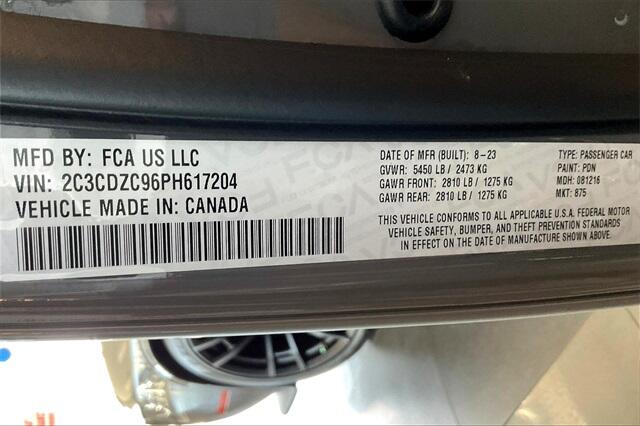 MFD BY: FCA US LLC
VIN: 2C3CDZC96PH617204
VEHICLE MADE IN: CANADA
DATE OF MFR (BUILT): 8-23
GVWR: 5450 LB / 2473 KG
GAWR FRONT: 2810 LB / 1275 KG
GAWR REAR: 2810 LB / 1275 KG
TYPE: PASSENGER CAR
PAINT: PDN
MDH: 081216
MKT: 875
THIS VEHICLE CONFORMS TO ALL APPLICABLE U.S.A. FEDERAL MOTOR
VEHICLE SAFETY, BUMPER, AND THEFT PREVENTION STANDARDS
IN EFFECT ON THE DATE OF MANUFACTURE SHOWN ABOVE.